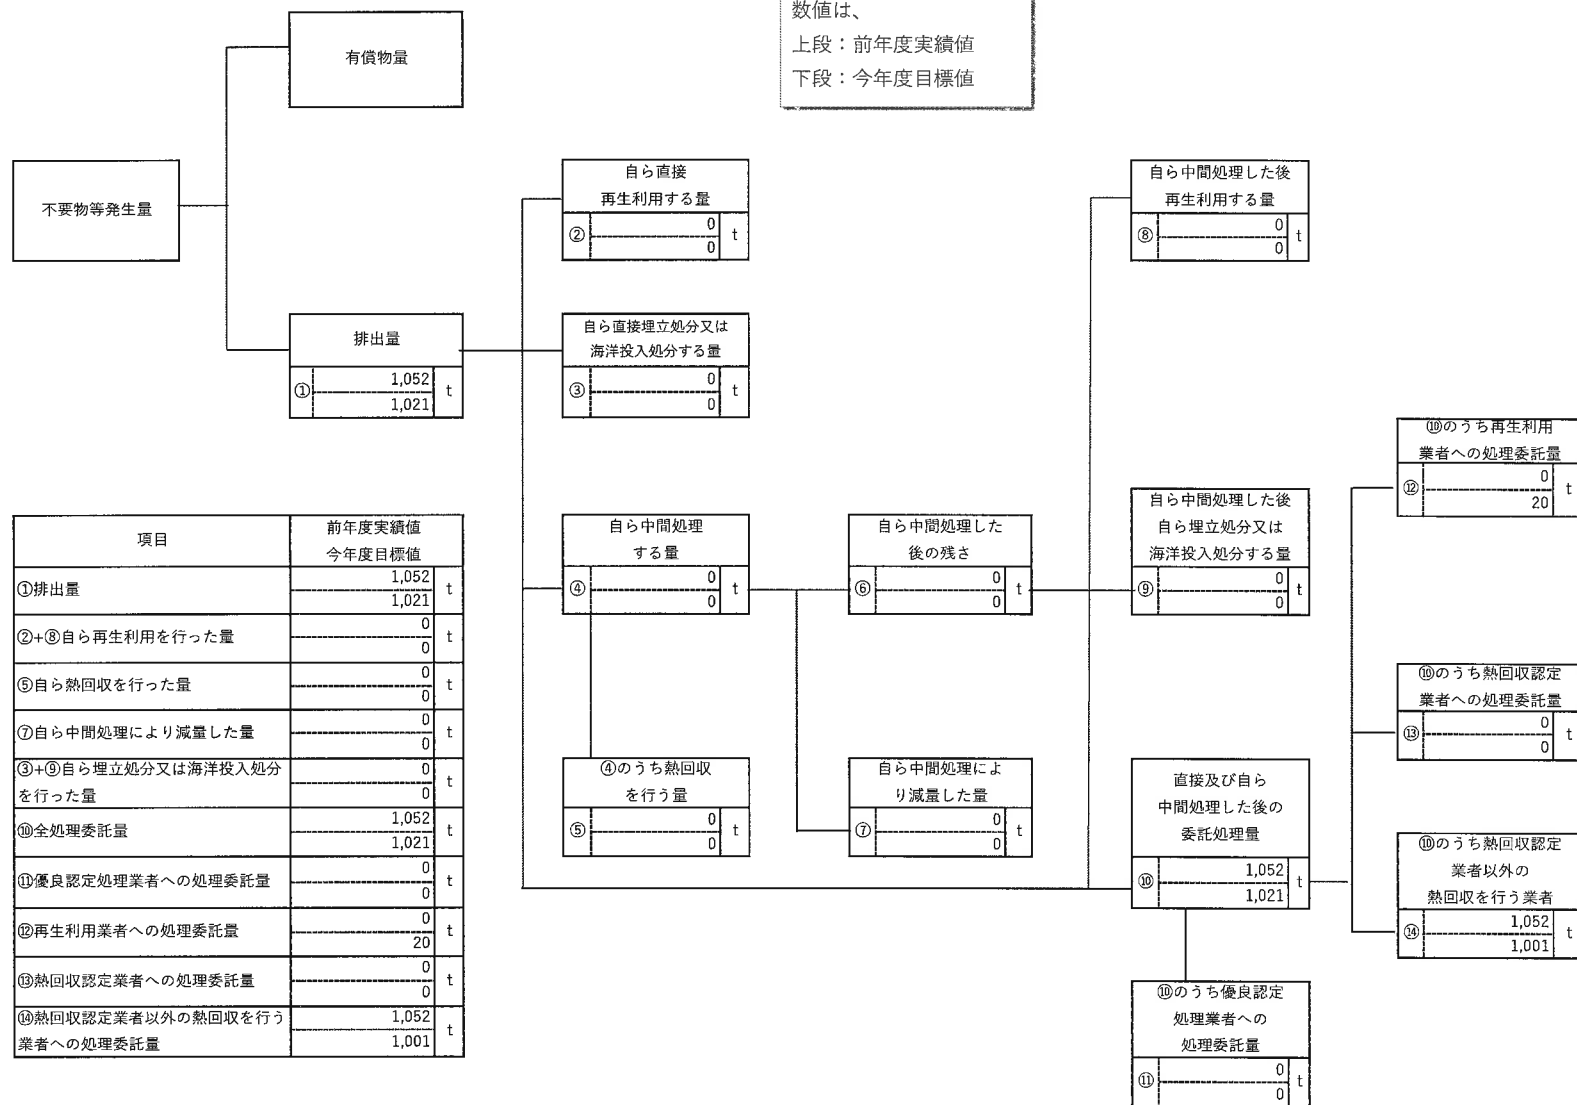 数値は、
上段：前年度実績値
下段：今年度目標値
有償物量
不要物等発生量
排出量
①
1,052
1,021
t
自ら直接
再生利用する量
②
0
0
t
自ら直接埋立処分又は
海洋投入処分する量
③
0
0
t
自ら中間処理した後
再生利用する量
⑧
0
0
t
自ら中間処理
する量
④
0
0
t
自ら中間処理した
後の残さ
⑥
0
0
t
自ら中間処理した後
自ら埋立処分又は
海洋投入処分する量
⑨
0
0
t
④のうち熱回収
を行う量
⑤
0
0
t
自ら中間処理によ
り減量した量
⑦
0
0
t
直接及び自ら
中間処理した後の
委託処理量
⑩
1,052
1,021
t
⑩のうち優良認定
処理業者への
処理委託量
⑪
0
0
t
⑩のうち再生利用
業者への処理委託量
⑫
0
20
t
⑩のうち熱回収認定
業者への処理委託量
⑬
0
0
t
⑩のうち熱回収認定
業者以外の
熱回収を行う業者
⑭
1,052
1,001
t
項目
前年度実績値
今年度目標値
①排出量
1,052
1,021
t
②+⑧自ら再生利用を行った量
0
0
t
⑤自ら熱回収を行った量
0
0
t
⑦自ら中間処理により減量した量
0
0
t
③+⑨自ら埋立処分又は海洋投入処分
を行った量
0
0
t
⑩全処理委託量
1,052
1,021
t
⑪優良認定処理業者への処理委託量
0
0
t
⑫再生利用業者への処理委託量
0
20
t
⑬熱回収認定業者への処理委託量
0
0
t
⑭熱回収認定業者以外の熱回収を行う
業者への処理委託量
1,052
1,001
t